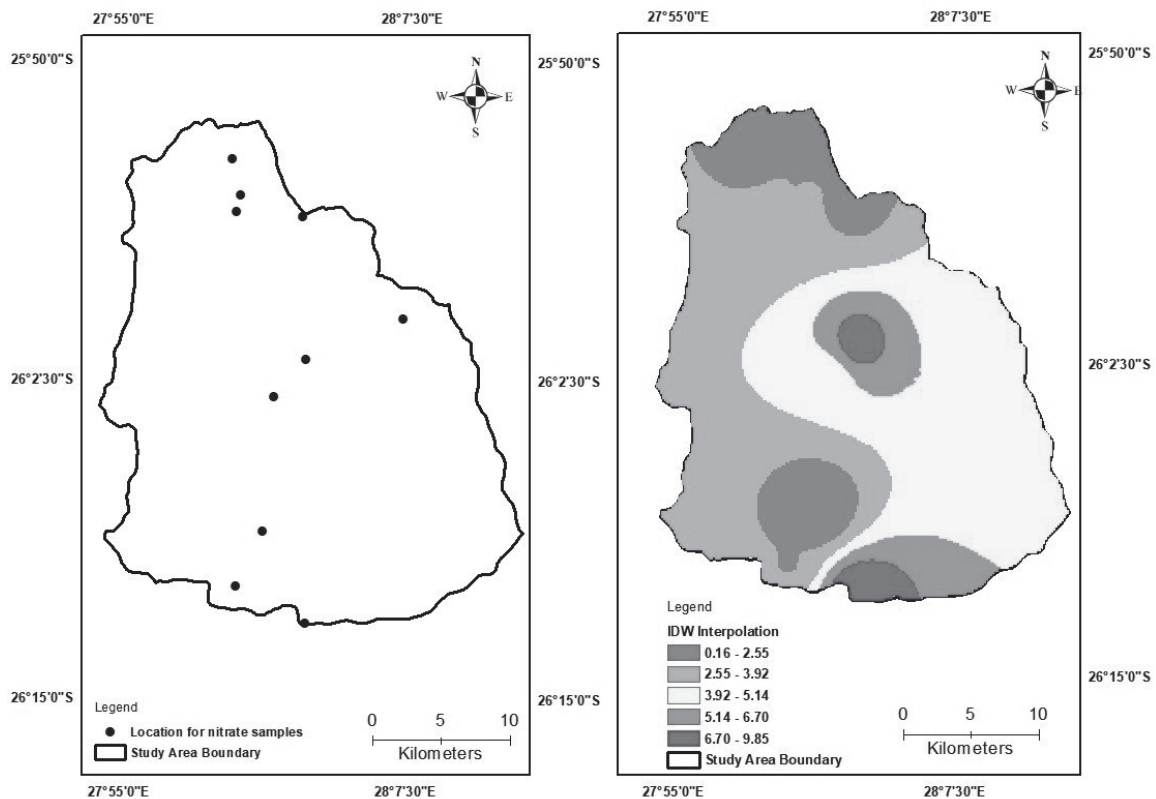 27°55'0"E 28°7'30"E
25°50'0"S
N
W E
S
26°2'30"S
26°15'0"S
Legend
Location for nitrate samples
Study Area Boundary
0 5 10
Kilometers
27°55'0"E 28°7'30"E
27°55'0"E 28°7'30"E
25°50'0"S 25°50'0"S
N
W E
S
26°2'30"S 26°2'30"S
Legend
IDW Interpolation
0.16 - 2.55
2.55 - 3.92
3.92 - 5.14
5.14 - 6.70
6.70 - 9.85
Study Area Boundary
26°15'0"S 26°15'0"S
0 5 10
Kilometers
27°55'0"E 28°7'30"E